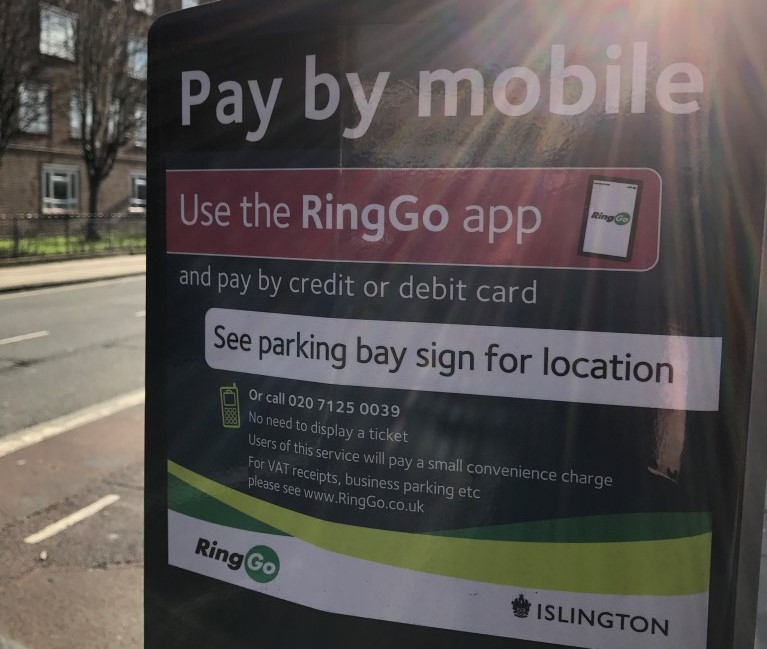 Pay by mobile
Use the RingGo app
RingGo
and pay by credit or debit card
See parking bay sign for location
Or call 020 7125 0039
No need to display a ticket
Users of this service will pay a small convenience charge
For VAT receipts, business parking etc
please see www.RingGo.co.uk
RingGo
ISLINGTON